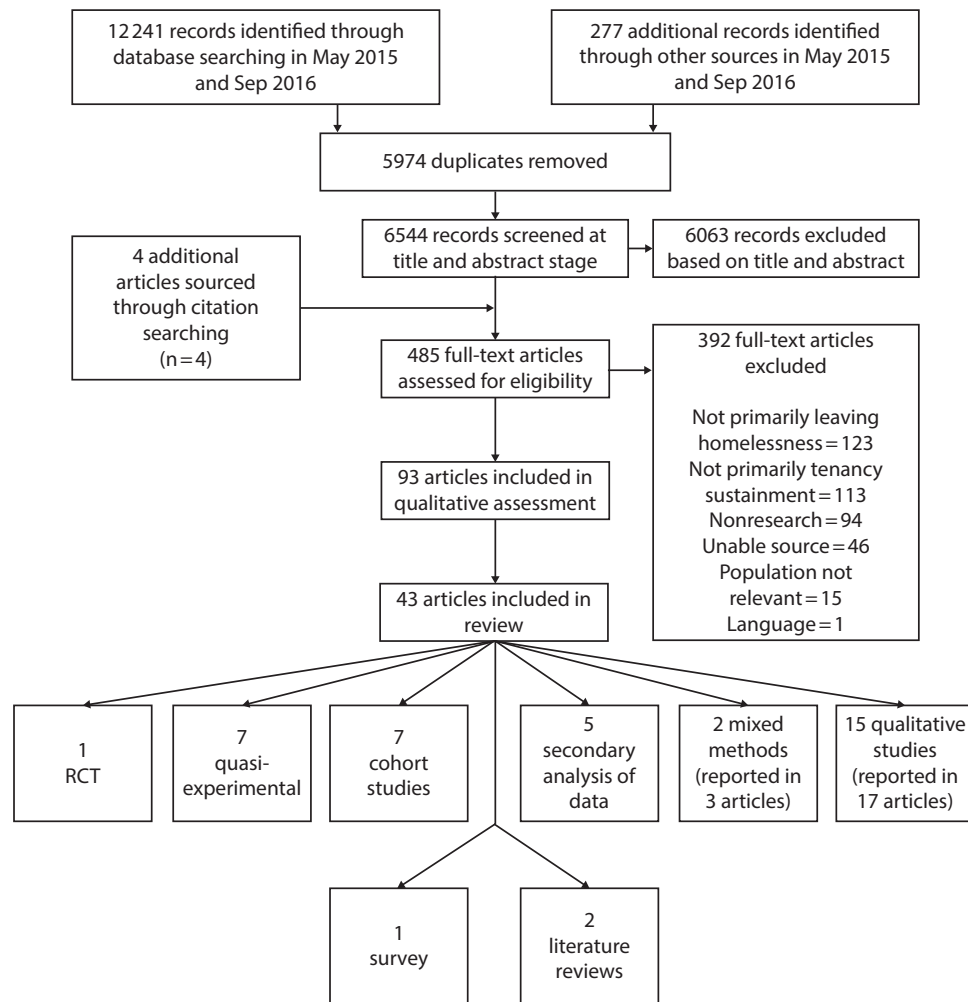 12 241 records identified through
database searching in May 2015
and Sep 2016
277 additional records identified
through other sources in May 2015
and Sep 2016
5974 duplicates removed
6544 records screened at
title and abstract stage
6063 records excluded
based on title and abstract
4 additional
articles sourced
through citation
searching
(n = 4)
485 full-text articles
assessed for eligibility
392 full-text articles
excluded
Not primarily leaving
homelessness = 123
Not primarily tenancy
sustainment = 113
Nonresearch = 94
Unable source = 46
Population not
relevant = 15
Language = 1
93 articles included in
qualitative assessment
43 articles included in
review
1
RCT
7
quasi-
experimental
7
cohort
studies
5
secondary
analysis of
data
2 mixed
methods
(reported in
3 articles)
15 qualitative
studies
(reported in
17 articles)
1
survey
2
literature
reviews